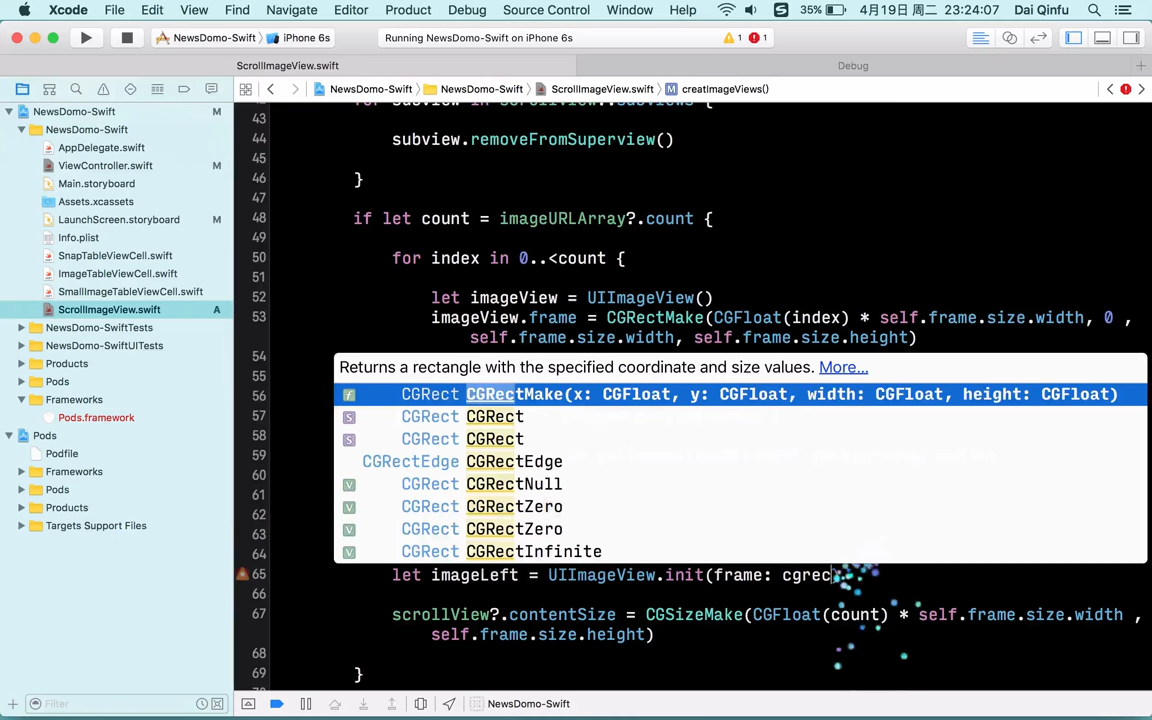 Xcode File Edit View Find Navigate Editor Product Debug Source Control Window Help 35% 4月19日 周二 23:24:07 Dai Qinfu
NewsDomo-Swift iPhone 6s Running NewsDomo-Swift on iPhone 6s 1 1
ScrollImageView.swift Debug
NewsDomo-Swift NewsDomo-Swift ScrollImageView.swift creatImageViews()
NewsDomo-Swift M
NewsDomo-Swift
AppDelegate.swift
ViewController.swift M
Main.storyboard
Assets.xcassets
LaunchScreen.storyboard M
Info.plist
SnapTableViewCell.swift
ImageTableViewCell.swift
SmallImageTableViewCell.swift
ScrollImageView.swift A
NewsDomo-SwiftTests
NewsDomo-SwiftUITests
Products
Pods
Frameworks
Pods.framework
Pods
Podfile
Frameworks
Pods
Products
Targets Support Files
Filter
43
44 subview.removeFromSuperview()
45
46 }
47
48 if let count = imageURLArray?.count {
49
50 for index in 0..<count {
51
52 let imageView = UIImageView()
53 imageView.frame = CGRectMake(CGFloat(index) * self.frame.size.width, 0 ,
self.frame.size.width, self.frame.size.height)
54
55
56
57
58
59
60
61
62
63
64
Returns a rectangle with the specified coordinate and size values. More...
f CGRect CGRectMake(x: CGFloat, y: CGFloat, width: CGFloat, height: CGFloat)
S CGRect CGRect
S CGRect CGRect
CGRectEdge CGRectEdge
V CGRect CGRectNull
V CGRect CGRectZero
V CGRect CGRectZero
V CGRect CGRectInfinite
65 let imageLeft = UIImageView.init(frame: cgrec
66
67 scrollView?.contentSize = CGSizeMake(CGFloat(count) * self.frame.size.width ,
self.frame.size.height)
68
69 }
NewsDomo-Swift